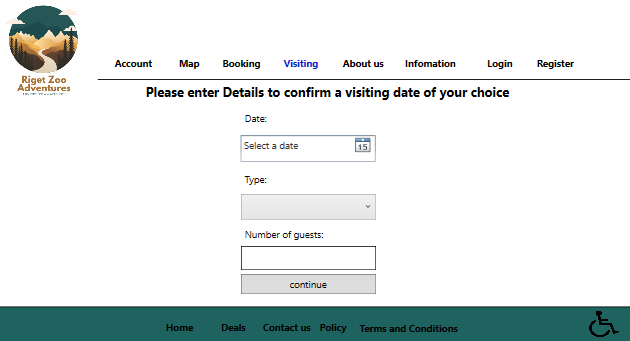 Riget Zoo
Adventures
Account Map Booking Visiting About us Infomation Login Register
Please enter Details to confirm a visiting date of your choice
Date:
Select a date 15
Type:
Number of guests:
continue
Home Deals Contact us Policy Terms and Conditions